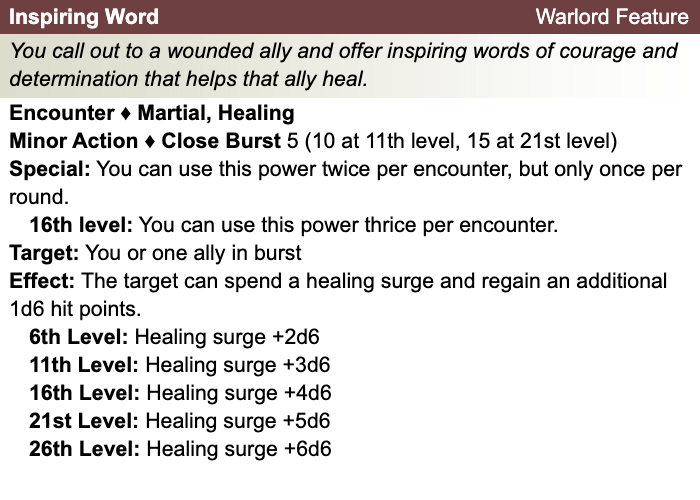 Inspiring Word Warlord Feature
You call out to a wounded ally and offer inspiring words of courage and
determination that helps that ally heal.
Encounter ♦ Martial, Healing
Minor Action ♦ Close Burst 5 (10 at 11th level, 15 at 21st level)
Special: You can use this power twice per encounter, but only once per
round.
16th level: You can use this power thrice per encounter.
Target: You or one ally in burst
Effect: The target can spend a healing surge and regain an additional
1d6 hit points.
6th Level: Healing surge +2d6
11th Level: Healing surge +3d6
16th Level: Healing surge +4d6
21st Level: Healing surge +5d6
26th Level: Healing surge +6d6